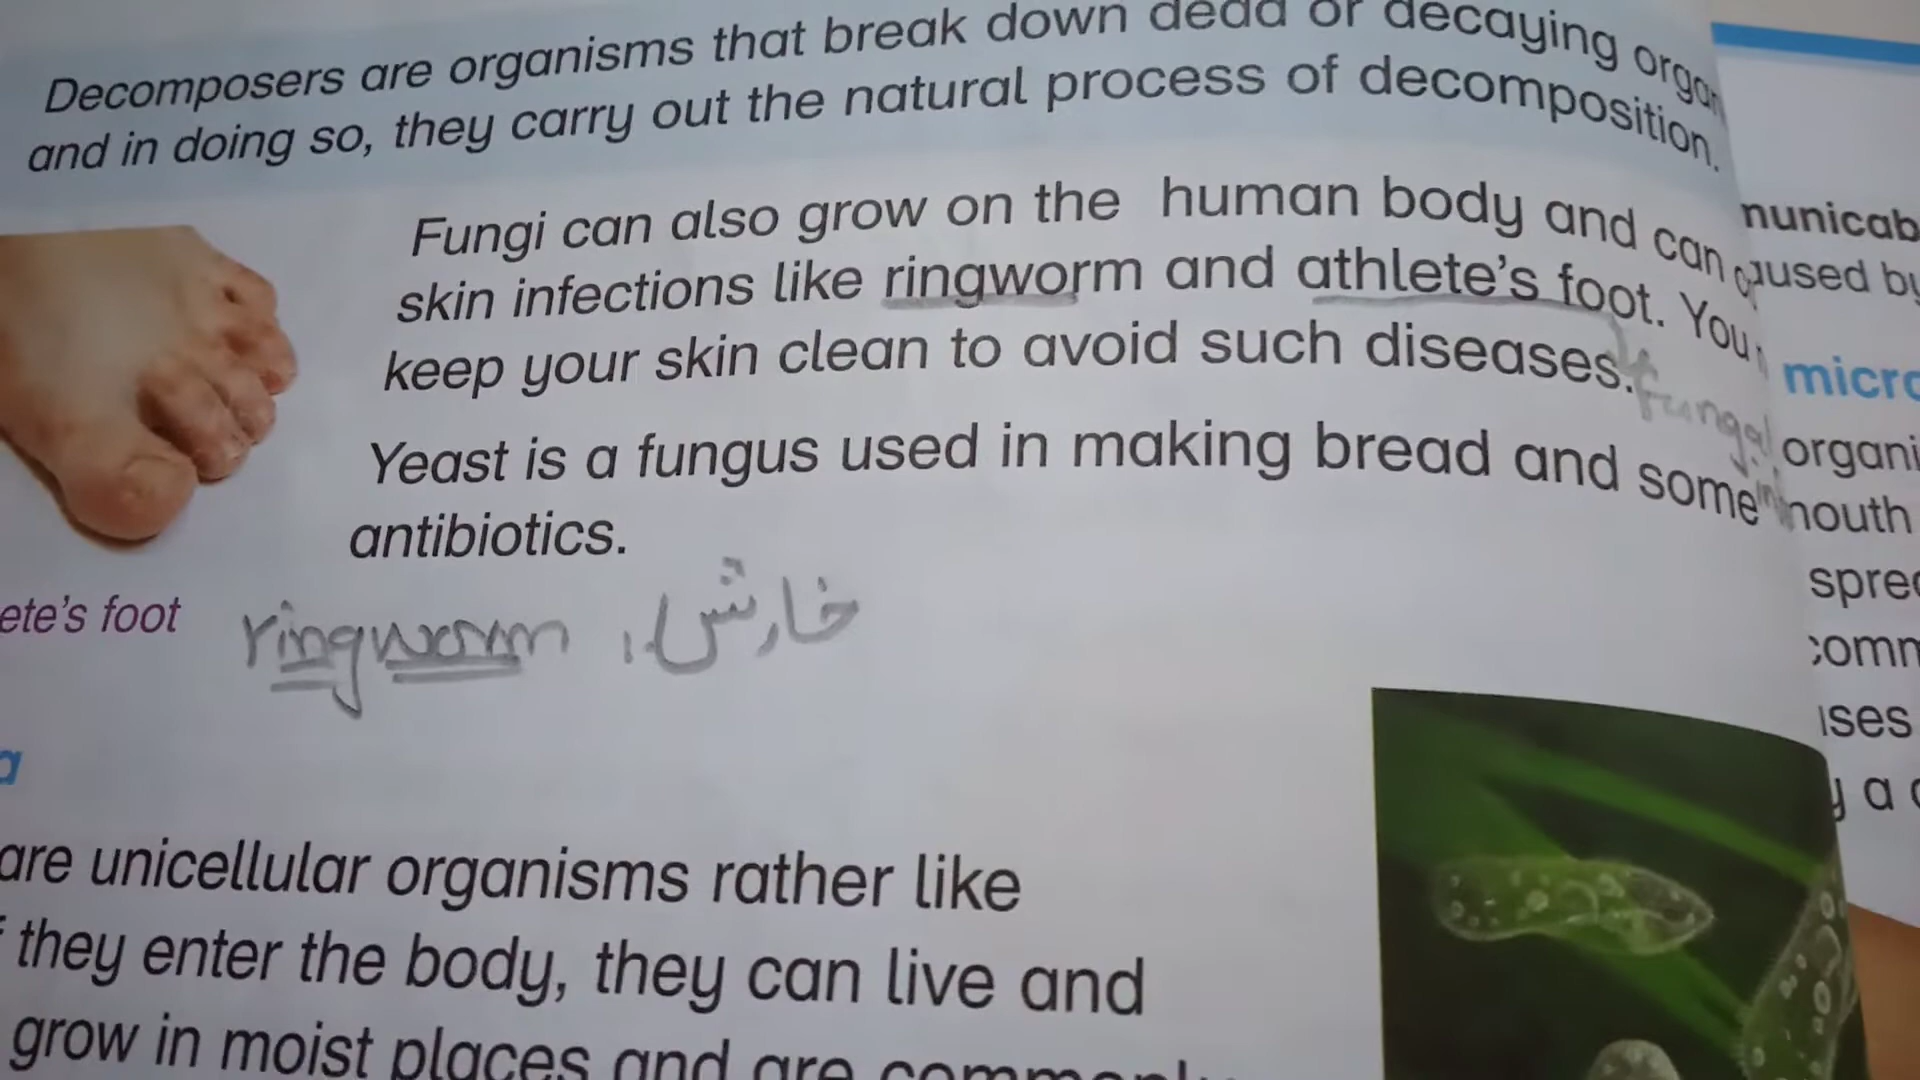 Decomposers are organisms that break down dead or decaying organ
and in doing so, they carry out the natural process of decomposition.
Fungi can also grow on the human body and can
skin infections like ringworm and athlete's foot. You
keep your skin clean to avoid such diseases.
fungal
Yeast is a fungus used in making bread and some
antibiotics.
ete's foot
ringworm خارش
a
are unicellular organisms rather like
they enter the body, they can live and
grow in moist places and are commonl
nunicab
aused by
micro
organi
mouth
sprea
comm
ises
y a